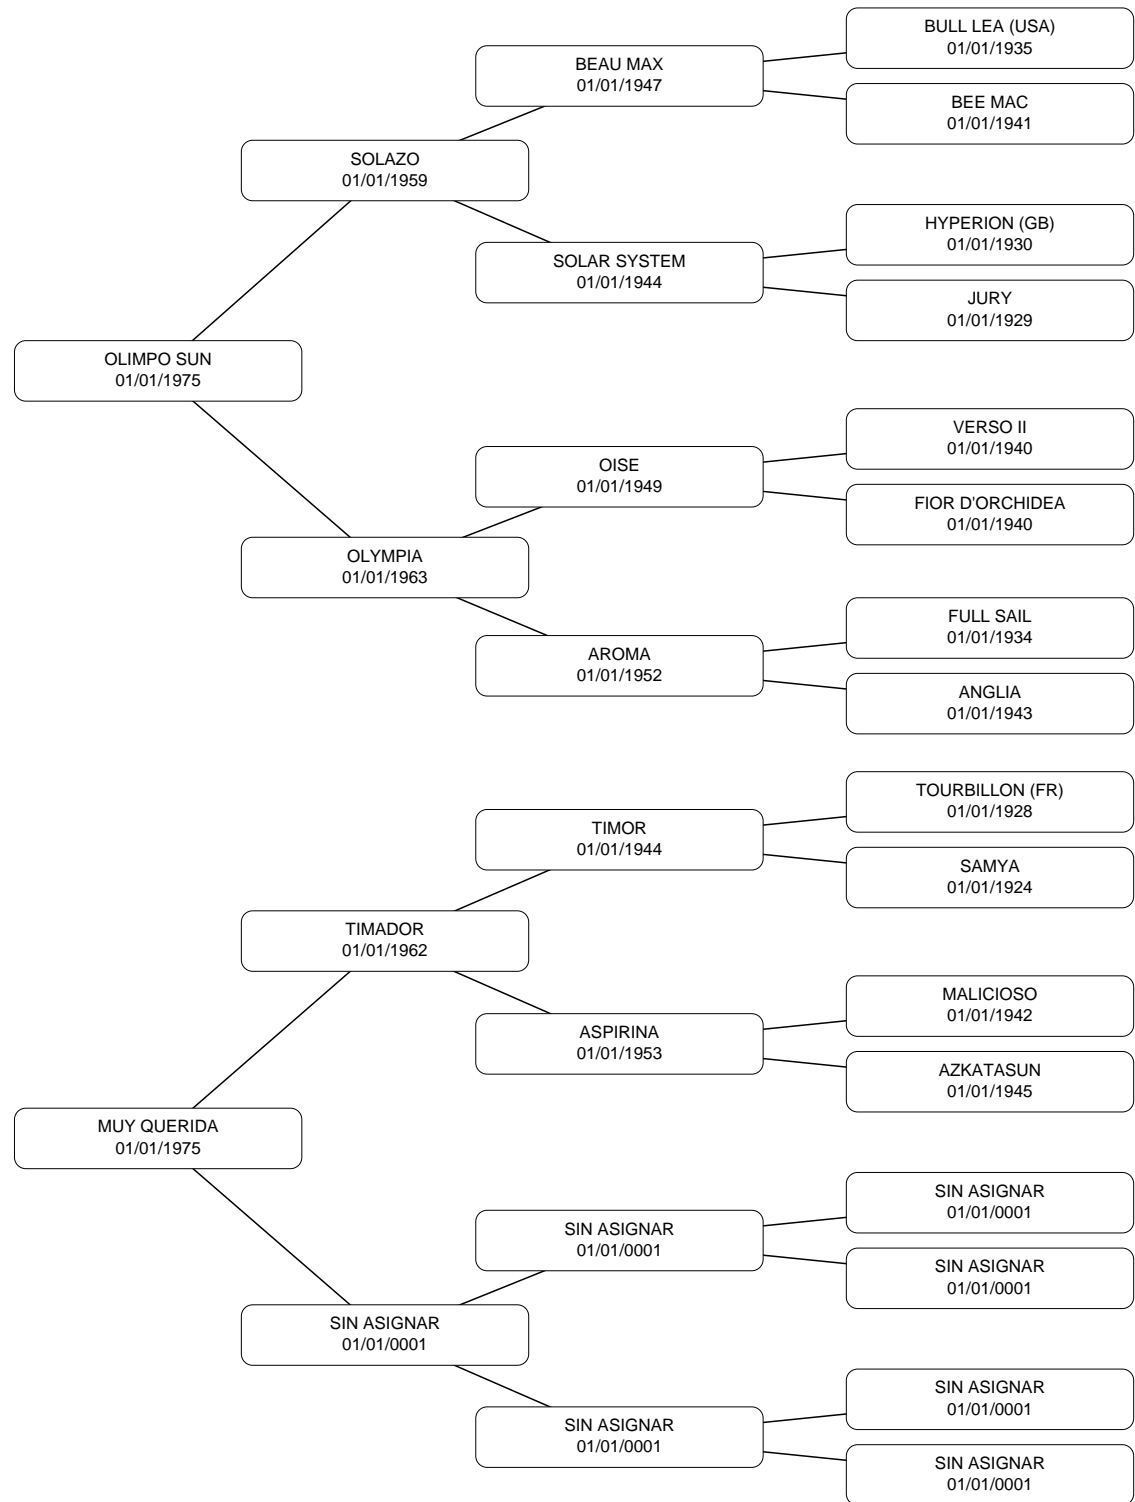 BULL LEA (USA)
01/01/1935
BEAU MAX
01/01/1947
BEE MAC
01/01/1941
SOLAZO
01/01/1959
HYPERION (GB)
01/01/1930
SOLAR SYSTEM
01/01/1944
JURY
01/01/1929
OLIMPO SUN
01/01/1975
VERSO II
01/01/1940
OISE
01/01/1949
FIOR D'ORCHIDEA
01/01/1940
OLYMPIA
01/01/1963
FULL SAIL
01/01/1934
AROMA
01/01/1952
ANGLIA
01/01/1943
TOURBILLON (FR)
01/01/1928
TIMOR
01/01/1944
SAMYA
01/01/1924
TIMADOR
01/01/1962
MALICIOSO
01/01/1942
ASPIRINA
01/01/1953
AZKATASUN
01/01/1945
MUY QUERIDA
01/01/1975
SIN ASIGNAR
01/01/0001
SIN ASIGNAR
01/01/0001
SIN ASIGNAR
01/01/0001
SIN ASIGNAR
01/01/0001
SIN ASIGNAR
01/01/0001
SIN ASIGNAR
01/01/0001
SIN ASIGNAR
01/01/0001